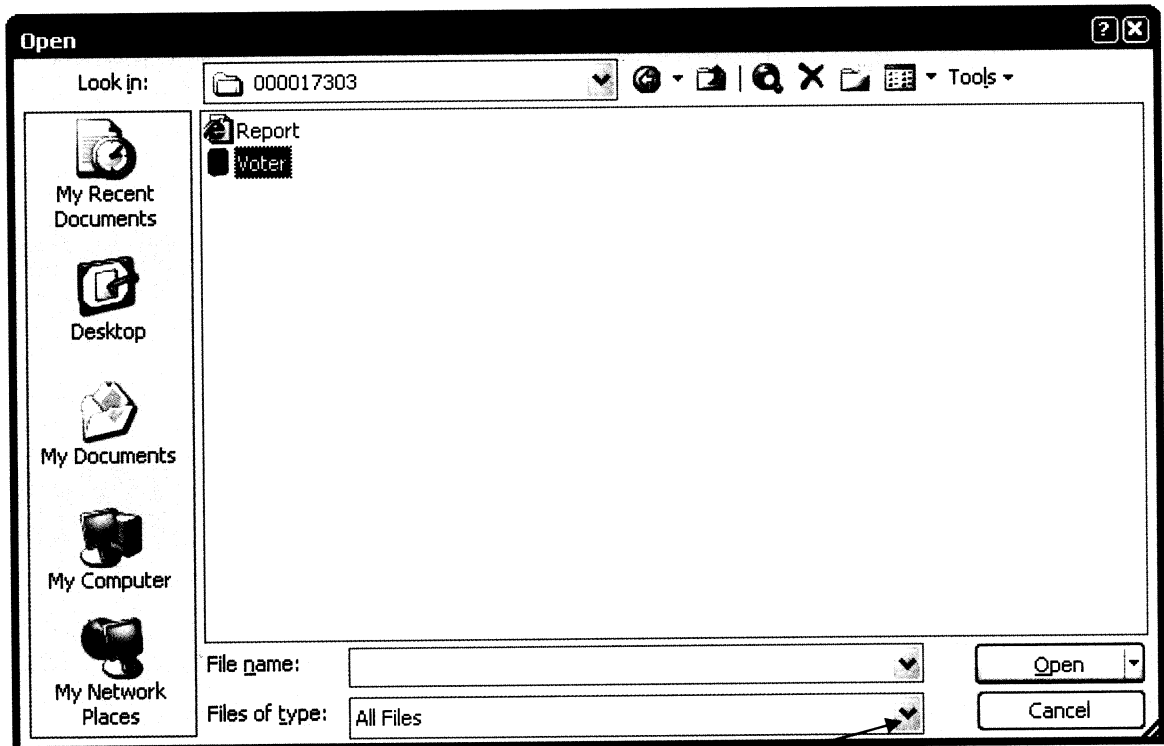 Open
Look in:
000017303
Tools
Report
Voter
My Recent
Documents
Desktop
My Documents
My Computer
My Network
Places
File name:
Open
Files of type:
All Files
Cancel